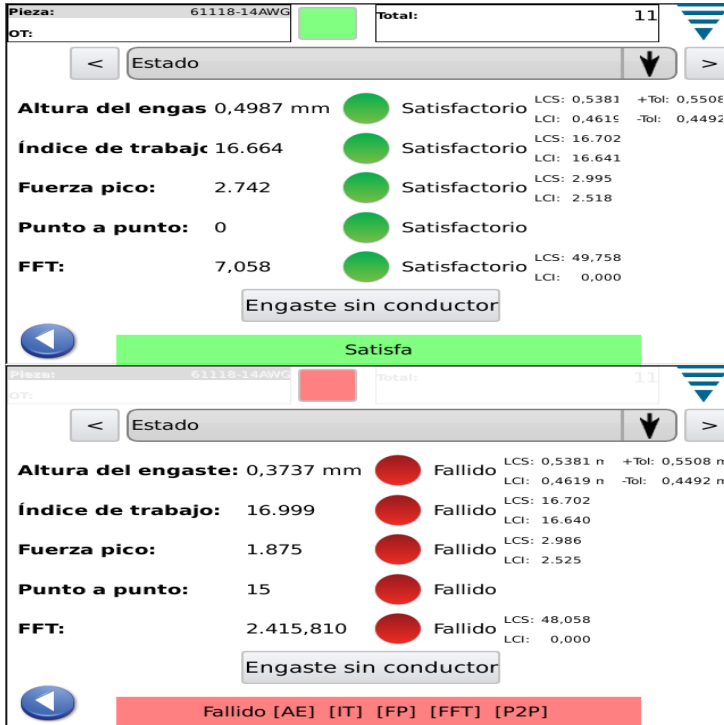 Pieza: 61118-14AWG
Total: 11
OT:
< Estado >
Altura del engas 0,4987 mm Satisfactorio LCS: 0,5381 +Tol: 0,5508
LCI: 0,4619 -Tol: 0,4492
Índice de trabajo 16.664 Satisfactorio LCS: 16.702
LCI: 16.641
Fuerza pico: 2.742 Satisfactorio LCS: 2.995
LCI: 2.518
Punto a punto: 0 Satisfactorio
FFT: 7,058 Satisfactorio LCS: 49,758
LCI: 0,000
Engaste sin conductor
Satisfa
Pieza: 61118-14AWG
Total: 11
OT:
< Estado >
Altura del engaste: 0,3737 mm Fallido LCS: 0,5381 n +Tol: 0,5508 m
LCI: 0,4619 n -Tol: 0,4492 m
Índice de trabajo: 16.999 Fallido LCS: 16.702
LCI: 16.640
Fuerza pico: 1.875 Fallido LCS: 2.986
LCI: 2.525
Punto a punto: 15 Fallido
FFT: 2.415,810 Fallido LCS: 48,058
LCI: 0,000
Engaste sin conductor
Fallido [AE] [IT] [FP] [FFT] [P2P]